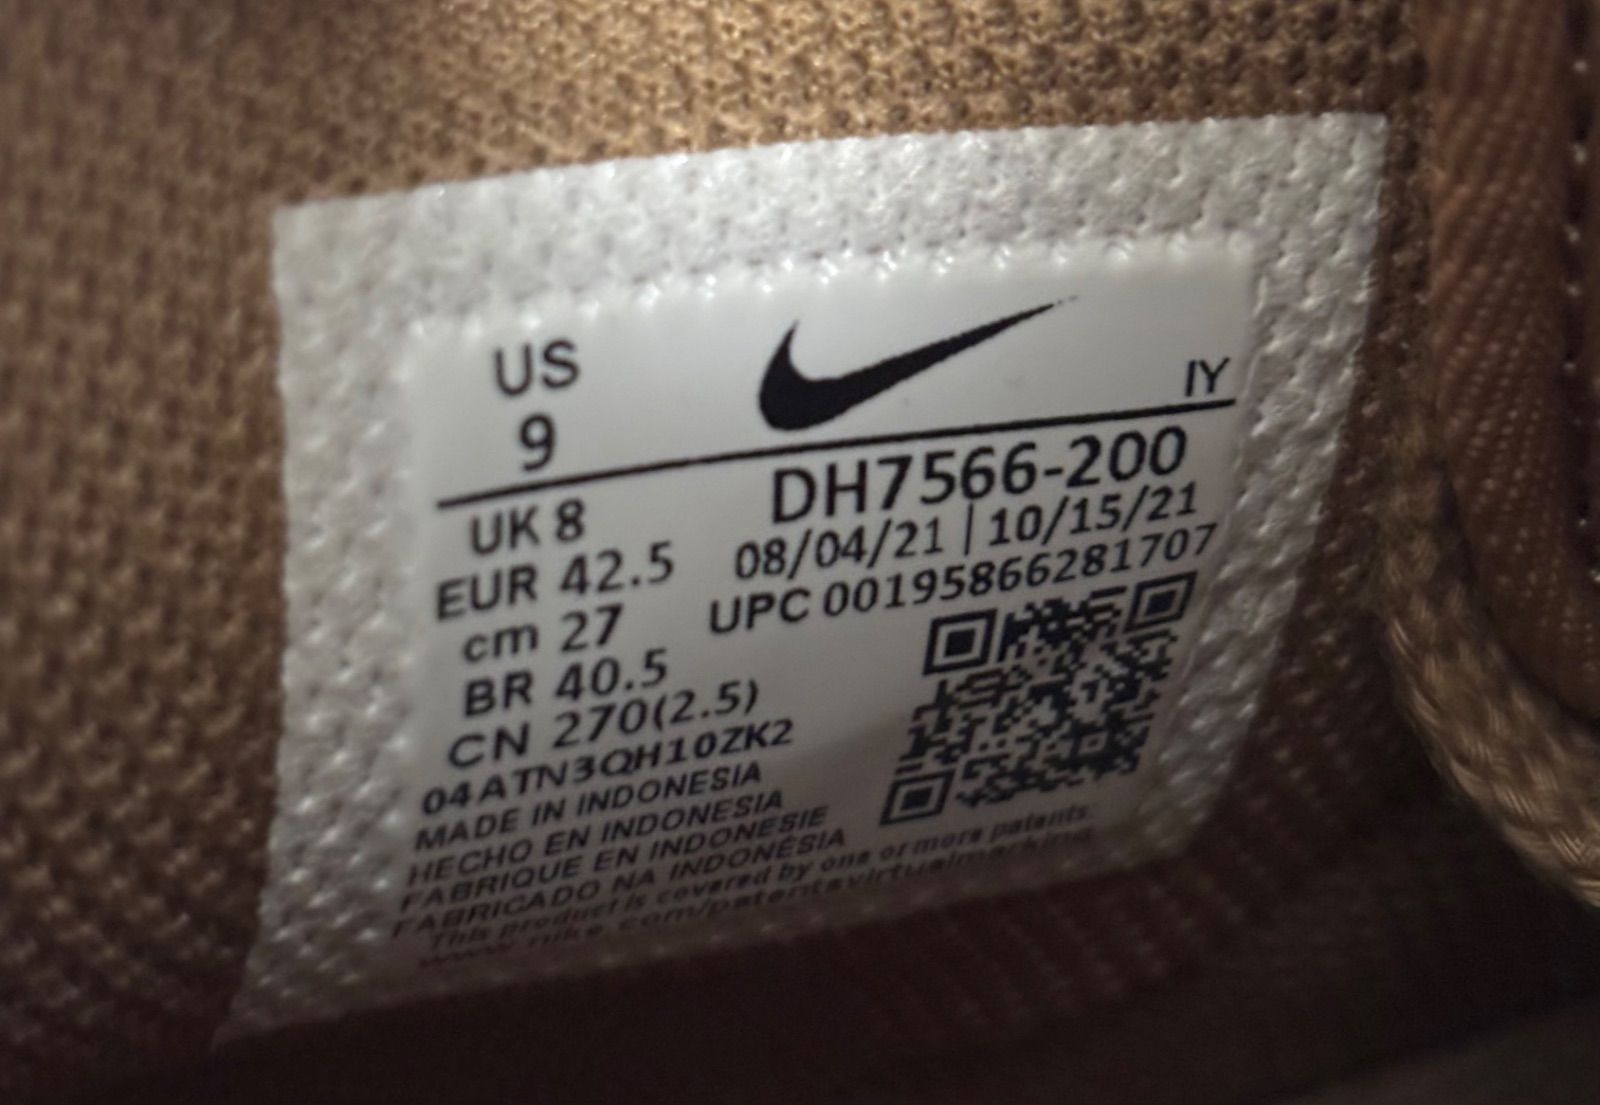 US
9
IY
UK 8
EUR 42.5
cm 27
BR 40.5
CN 270(2.5)
DH7566-200
08/04/21 | 10/15/21
UPC 00195866281707
04ATN3QH10ZK2
MADE IN INDONESIA
HECHO EN INDONESIA
FABRIQUE EN INDONESIE
FABRICADO NA INDONÉSIA
This product is covered by one or more patents.
www.nike.com/patentsvirtualmarking.